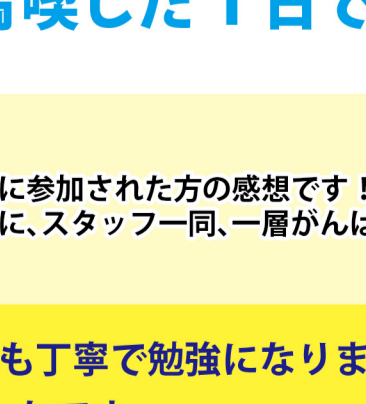 喫した1日で
に参加された方の感想です！
に、スタッフ一同、一層がんば
も丁寧で勉強になりま